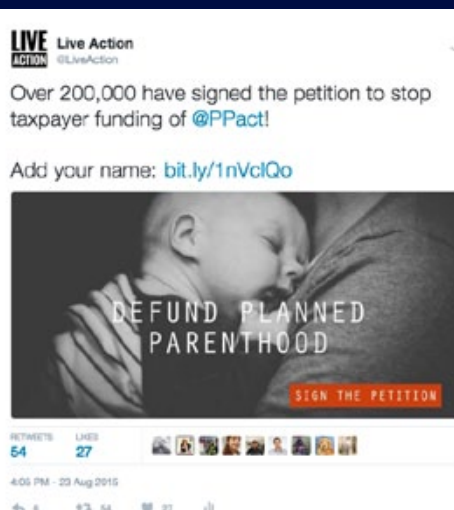 LIVE
ACTION
Live Action
@LiveAction
Over 200,000 have signed the petition to stop
taxpayer funding of @PPact!
Add your name: bit.ly/1nVclQo
DEFUND PLANNED
PARENTHOOD
SIGN THE PETITION
RETWEETS LIKES
54 27
4:05 PM - 23 Aug 2015
54 27